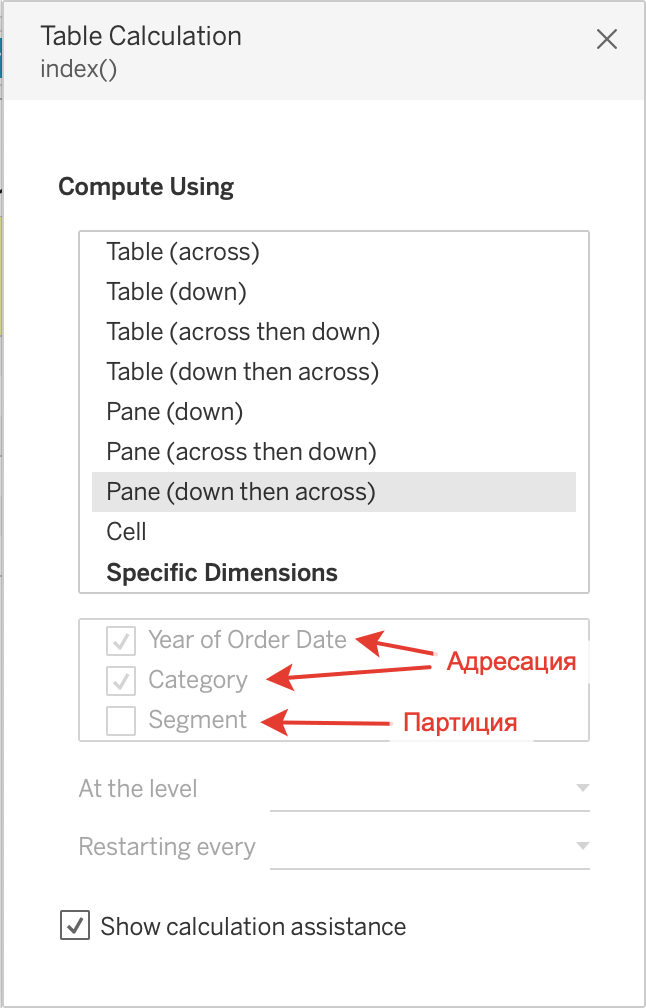 Table Calculation
index()
Compute Using
Table (across)
Table (down)
Table (across then down)
Table (down then across)
Pane (down)
Pane (across then down)
Pane (down then across)
Cell
Specific Dimensions
Year of Order Date
Адресация
Category
Segment
Партиция
At the level
Restarting every
Show calculation assistance